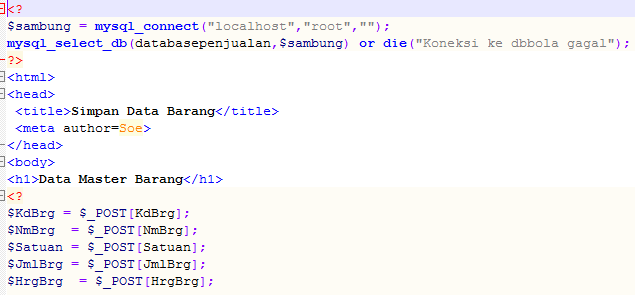 <?
$sambung = mysql_connect("localhost","root","");
mysql_select_db(databasepenjualan,$sambung) or die("Koneksi ke dbbola gagal");
?>
<html>
<head>
 <title>Simpan Data Barang</title>
 <meta author=Soe>
</head>
<body>
<h1>Data Master Barang</h1>
<?
$KdBrg = $_POST[KdBrg];
$NmBrg  = $_POST[NmBrg];
$Satuan = $_POST[Satuan];
$JmlBrg = $_POST[JmlBrg];
$HrgBrg  = $_POST[HrgBrg];